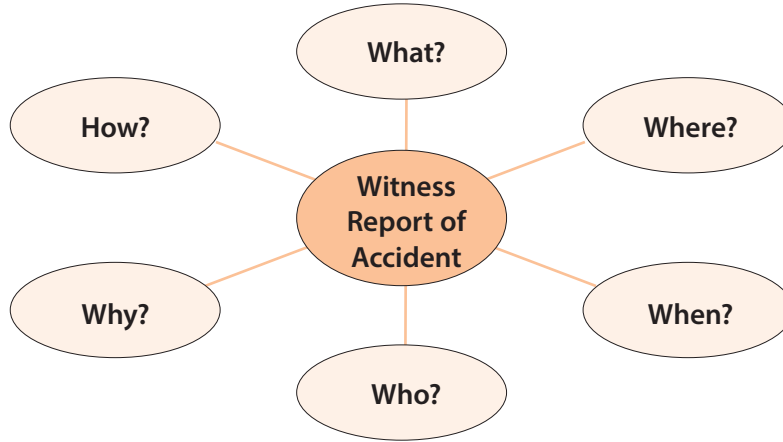 What?
How?
Where?
Witness
Report of
Accident
Why?
When?
Who?